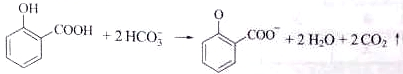 OH
COOH + 2 HCO₃⁻ → O COO⁻ + 2 H₂O + 2 CO₂ ↑